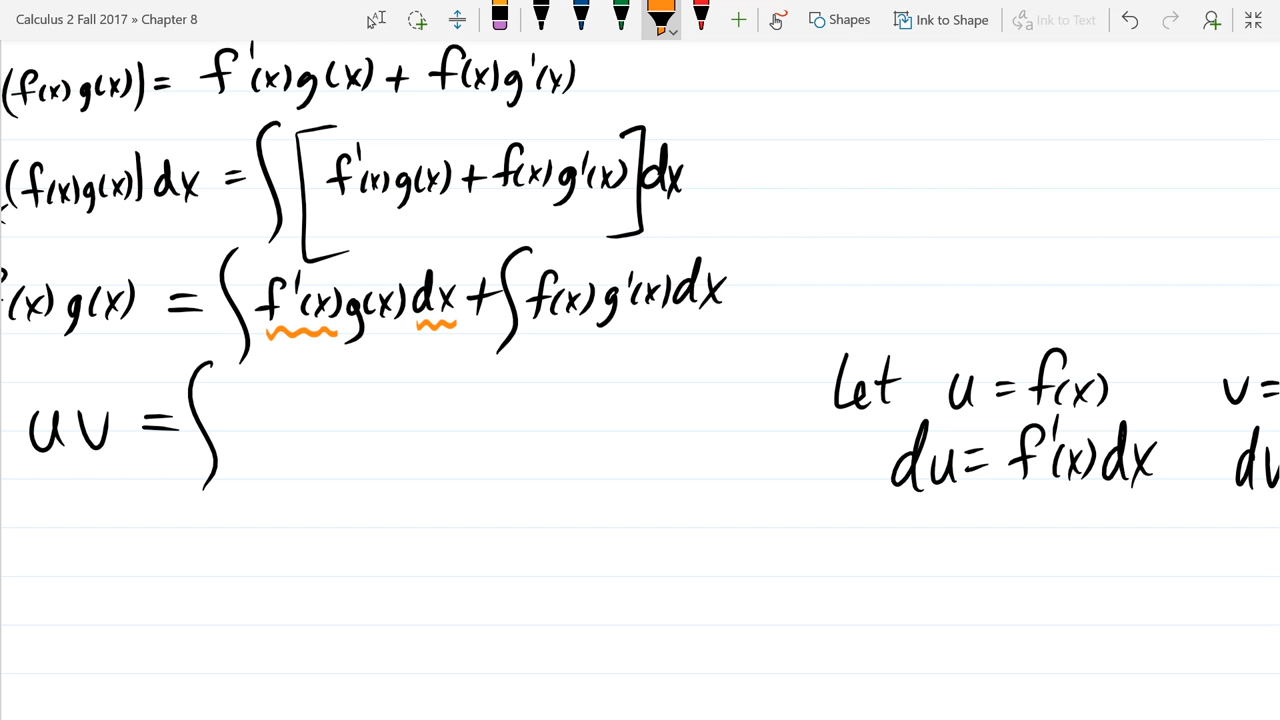 Calculus 2 Fall 2017 » Chapter 8
Shapes
Ink to Shape
Ink to Text
(f(x) g(x)) = f'(x) g(x) + f(x) g'(x)
(f(x) g(x)) dx = ∫ [f'(x) g(x) + f(x) g'(x)] dx
(x) g(x) = ∫ f'(x) g(x) dx + ∫ f(x) g'(x) dx
uv = ∫
Let u = f(x) v =
du = f'(x) dx dv